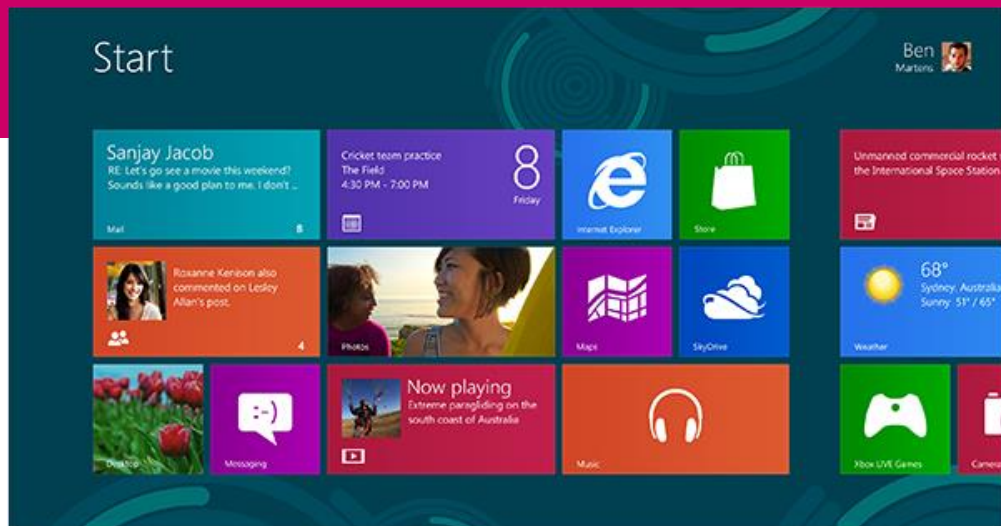 Start
Ben
Martens
Sanjay Jacob
RE: Let's go see a movie this weekend?
Sounds like a good plan to me. I don't ...
Mail
8
Cricket team practice
The Field
4:30 PM - 7:00 PM
8
Friday
Internet Explorer
Store
Unmanned commercial rocket
the International Space Station
Roxanne Kenison also
commented on Lesley
Allan's post.
4
Photos
Maps
SkyDrive
68°
Sydney, Australia
Sunny 51° / 65°
Weather
Desktop
:-)
Messaging
Now playing
Extreme paragliding on the
south coast of Australia
Music
Xbox LIVE Games
Camera